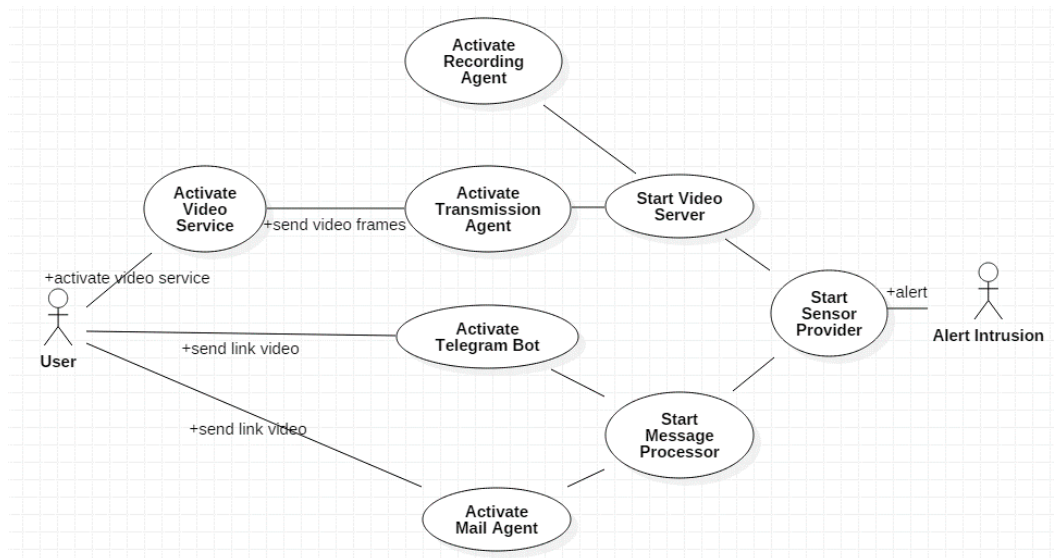 Activate
Recording
Agent
Activate
Video
Service
+send video frames
Activate
Transmission
Agent
Start Video
Server
+activate video service
User
+send link video
Activate
Telegram Bot
Start
Sensor
Provider
+alert
Alert Intrusion
+send link video
Start
Message
Processor
Activate
Mail Agent